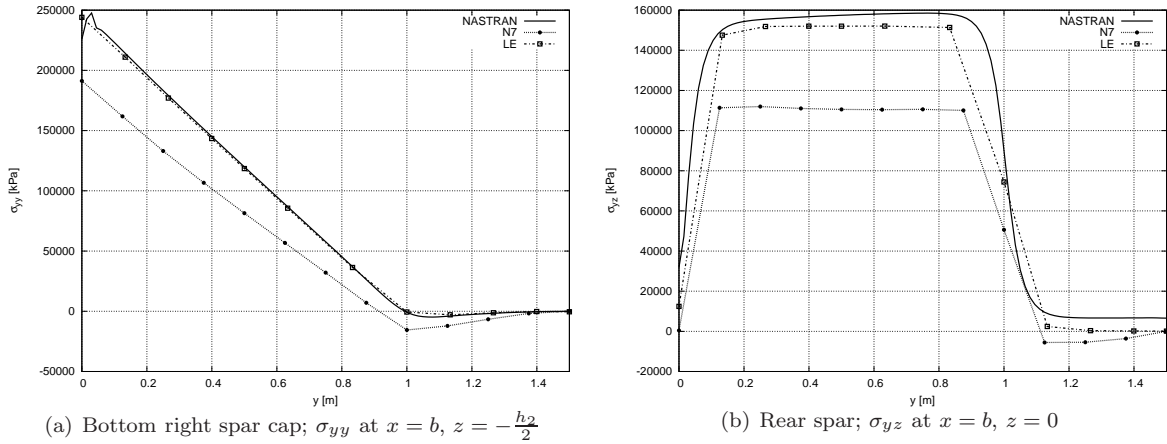 250000
200000
150000
100000
50000
0
-50000
0
0.2
0.4
0.6
0.8
1
1.2
1.4
σyy [kPa]
y [m]
NASTRAN
N7
LE
(a) Bottom right spar cap; σyy at x = b, z = −h2/2
160000
140000
120000
100000
80000
60000
40000
20000
0
-20000
0
0.2
0.4
0.6
0.8
1
1.2
1.4
σyz [kPa]
y [m]
NASTRAN
N7
LE
(b) Rear spar; σyz at x = b, z = 0